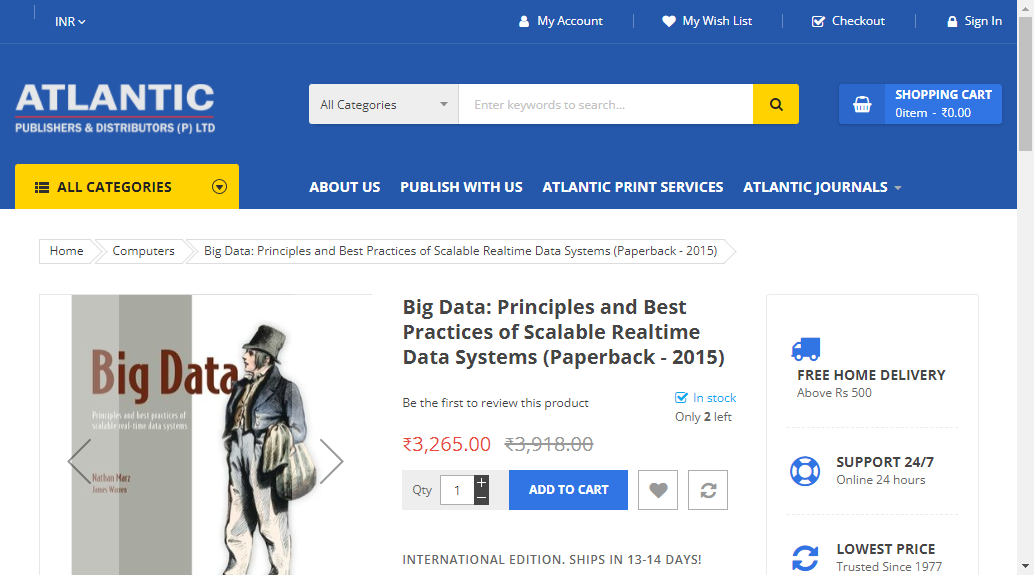 INR
My Account
My Wish List
Checkout
Sign In
ATLANTIC
PUBLISHERS & DISTRIBUTORS (P) LTD
All Categories
Enter keywords to search...
SHOPPING CART
0item - ₹0.00
ALL CATEGORIES
ABOUT US
PUBLISH WITH US
ATLANTIC PRINT SERVICES
ATLANTIC JOURNALS
Home
Computers
Big Data: Principles and Best Practices of Scalable Realtime Data Systems (Paperback - 2015)
Big Data
Principles and best practices of
scalable real-time data systems
Nathan Marz
James Warren
Big Data: Principles and Best
Practices of Scalable Realtime
Data Systems (Paperback - 2015)
Be the first to review this product
In stock
Only 2 left
₹3,265.00 ₹3,918.00
Qty 1 + −
ADD TO CART
INTERNATIONAL EDITION. SHIPS IN 13-14 DAYS!
FREE HOME DELIVERY
Above Rs 500
SUPPORT 24/7
Online 24 hours
LOWEST PRICE
Trusted Since 1977